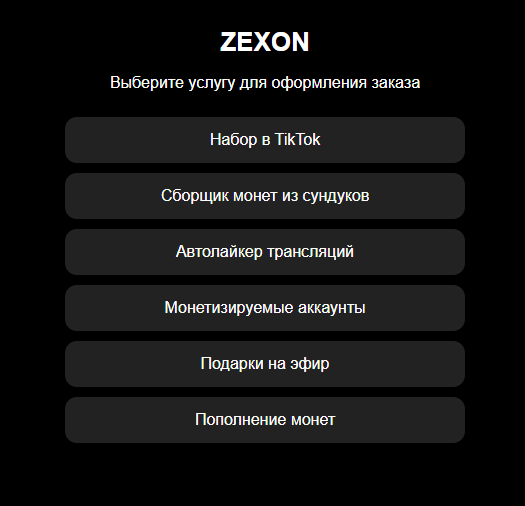 ZEXON
Выберите услугу для оформления заказа
Набор в TikTok
Сборщик монет из сундуков
Автолайкер трансляций
Монетизируемые аккаунты
Подарки на эфир
Пополнение монет